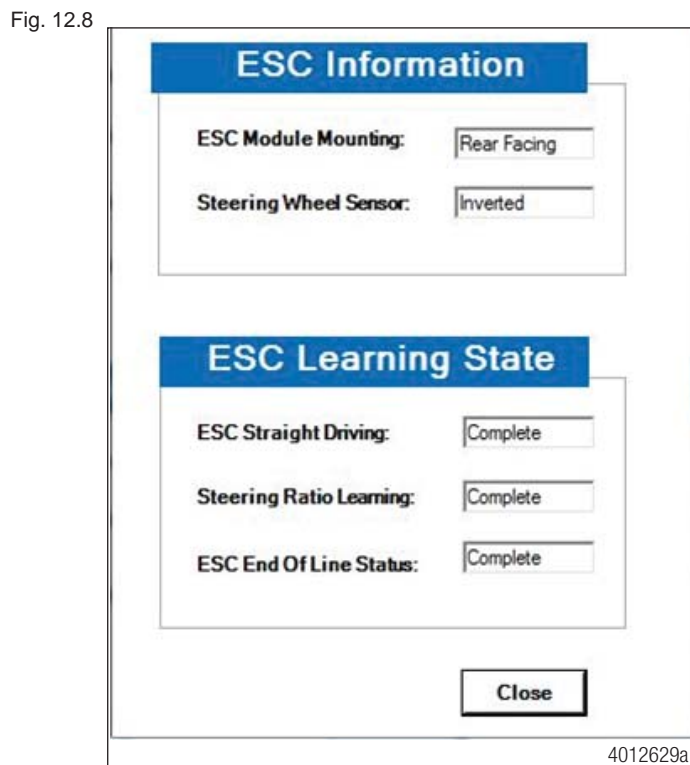 Fig. 12.8
ESC Information
ESC Module Mounting: Rear Facing
Steering Wheel Sensor: Inverted
ESC Learning State
ESC Straight Driving: Complete
Steering Ratio Learning: Complete
ESC End Of Line Status: Complete
Close
4012629a